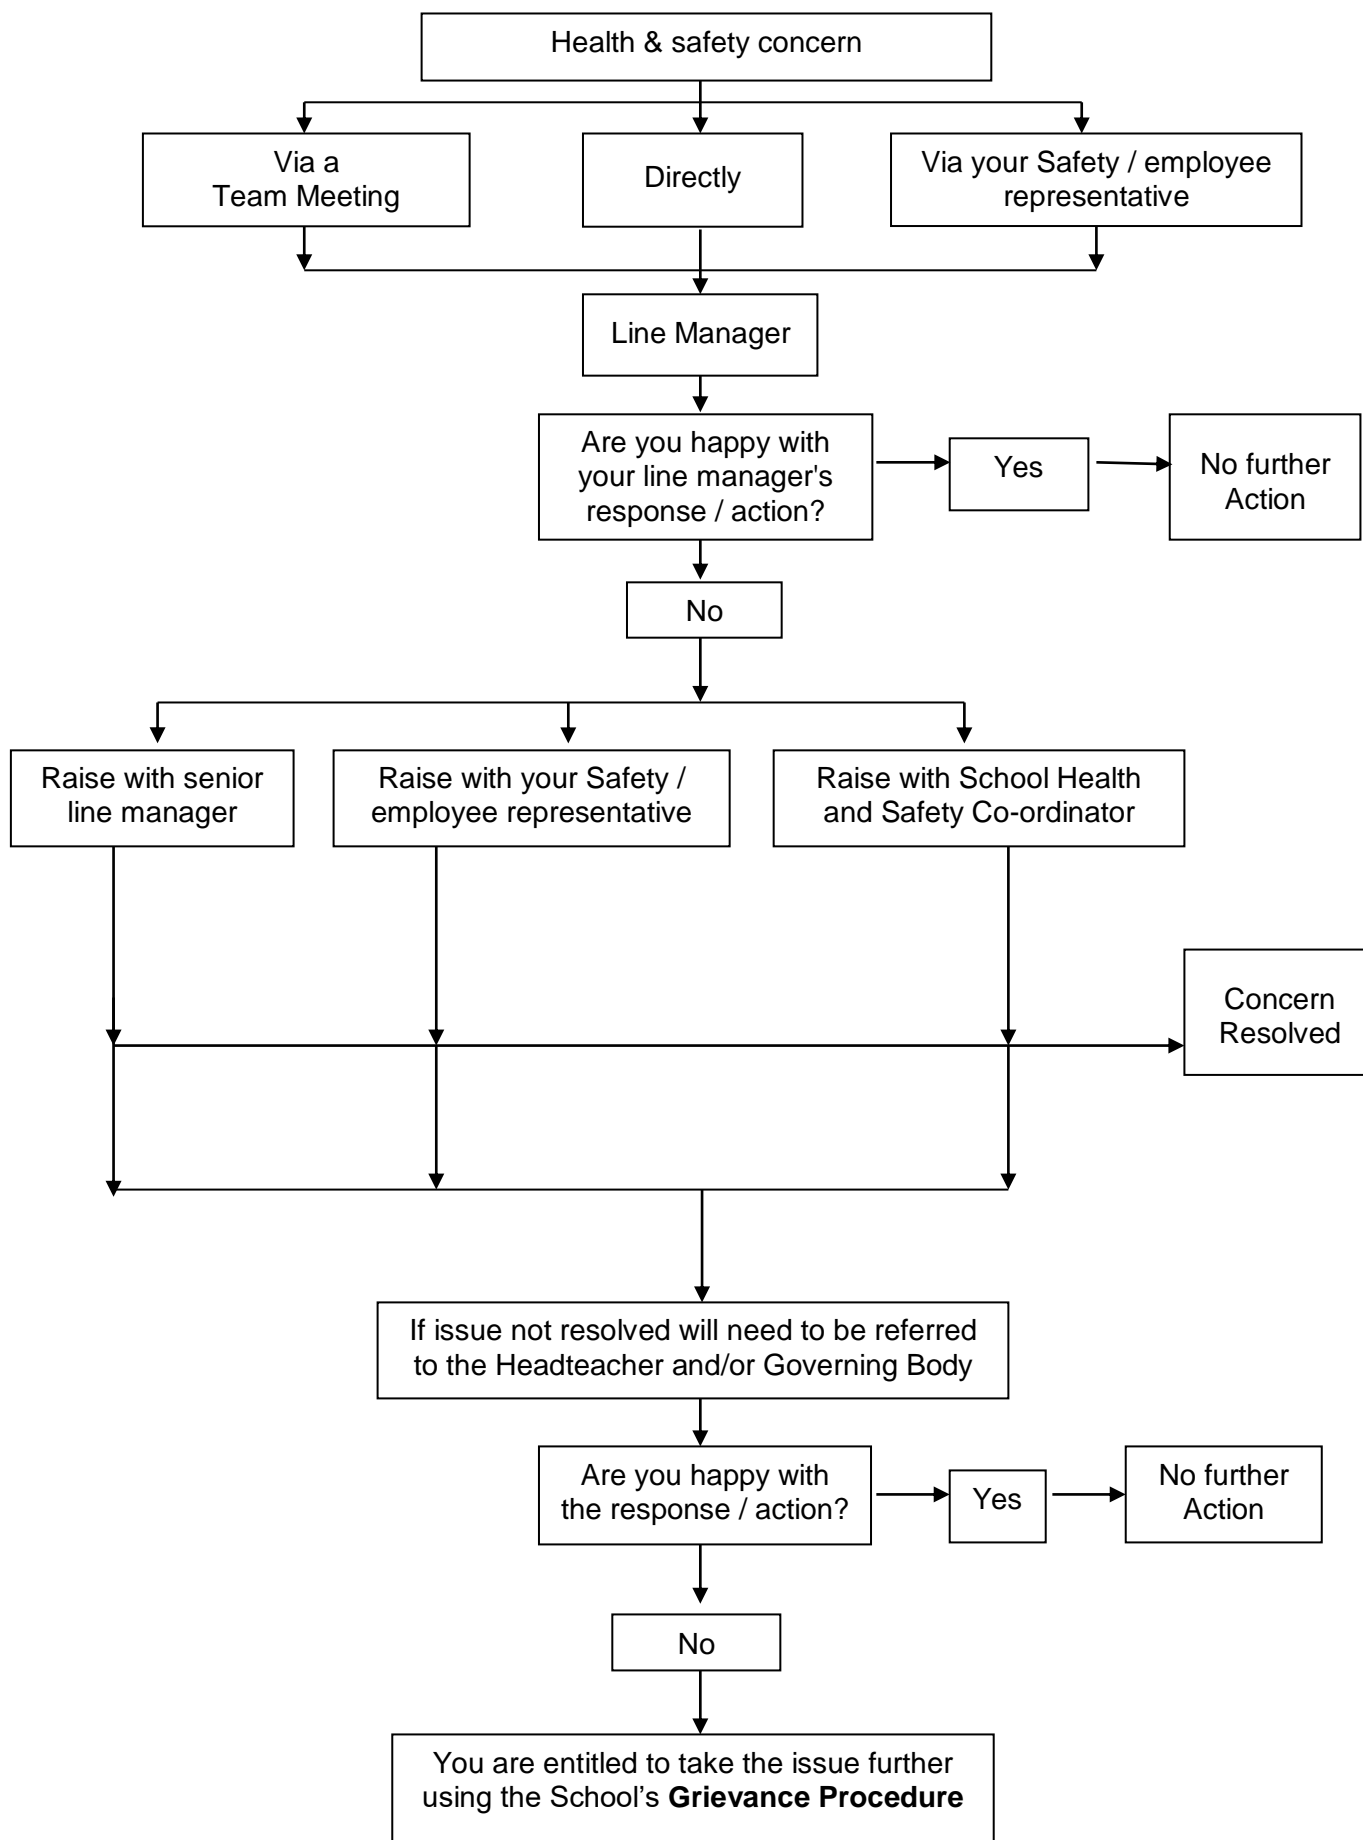 Health & safety concern
Via a
Team Meeting
Directly
Via your Safety / employee
representative
Line Manager
Are you happy with
your line manager's
response / action?
Yes
No further
Action
No
Raise with senior
line manager
Raise with your Safety /
employee representative
Raise with School Health
and Safety Co-ordinator
Concern
Resolved
If issue not resolved will need to be referred
to the Headteacher and/or Governing Body
Are you happy with
the response / action?
Yes
No further
Action
No
You are entitled to take the issue further
using the School’s Grievance Procedure